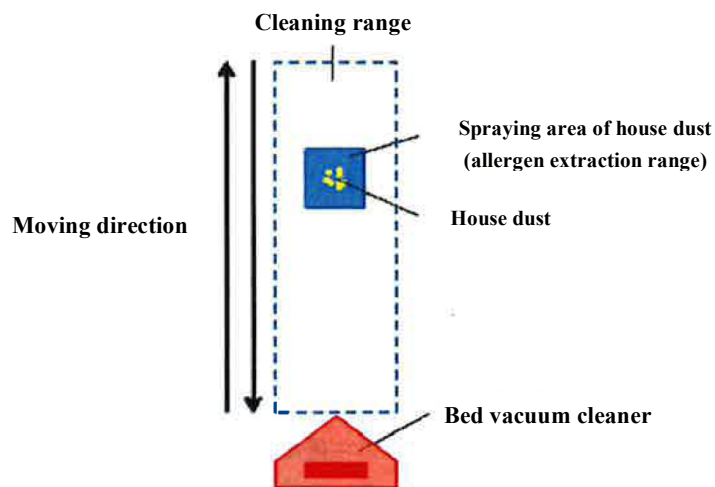 Cleaning range
Spraying area of house dust
(allergen extraction range)
House dust
Moving direction
Bed vacuum cleaner